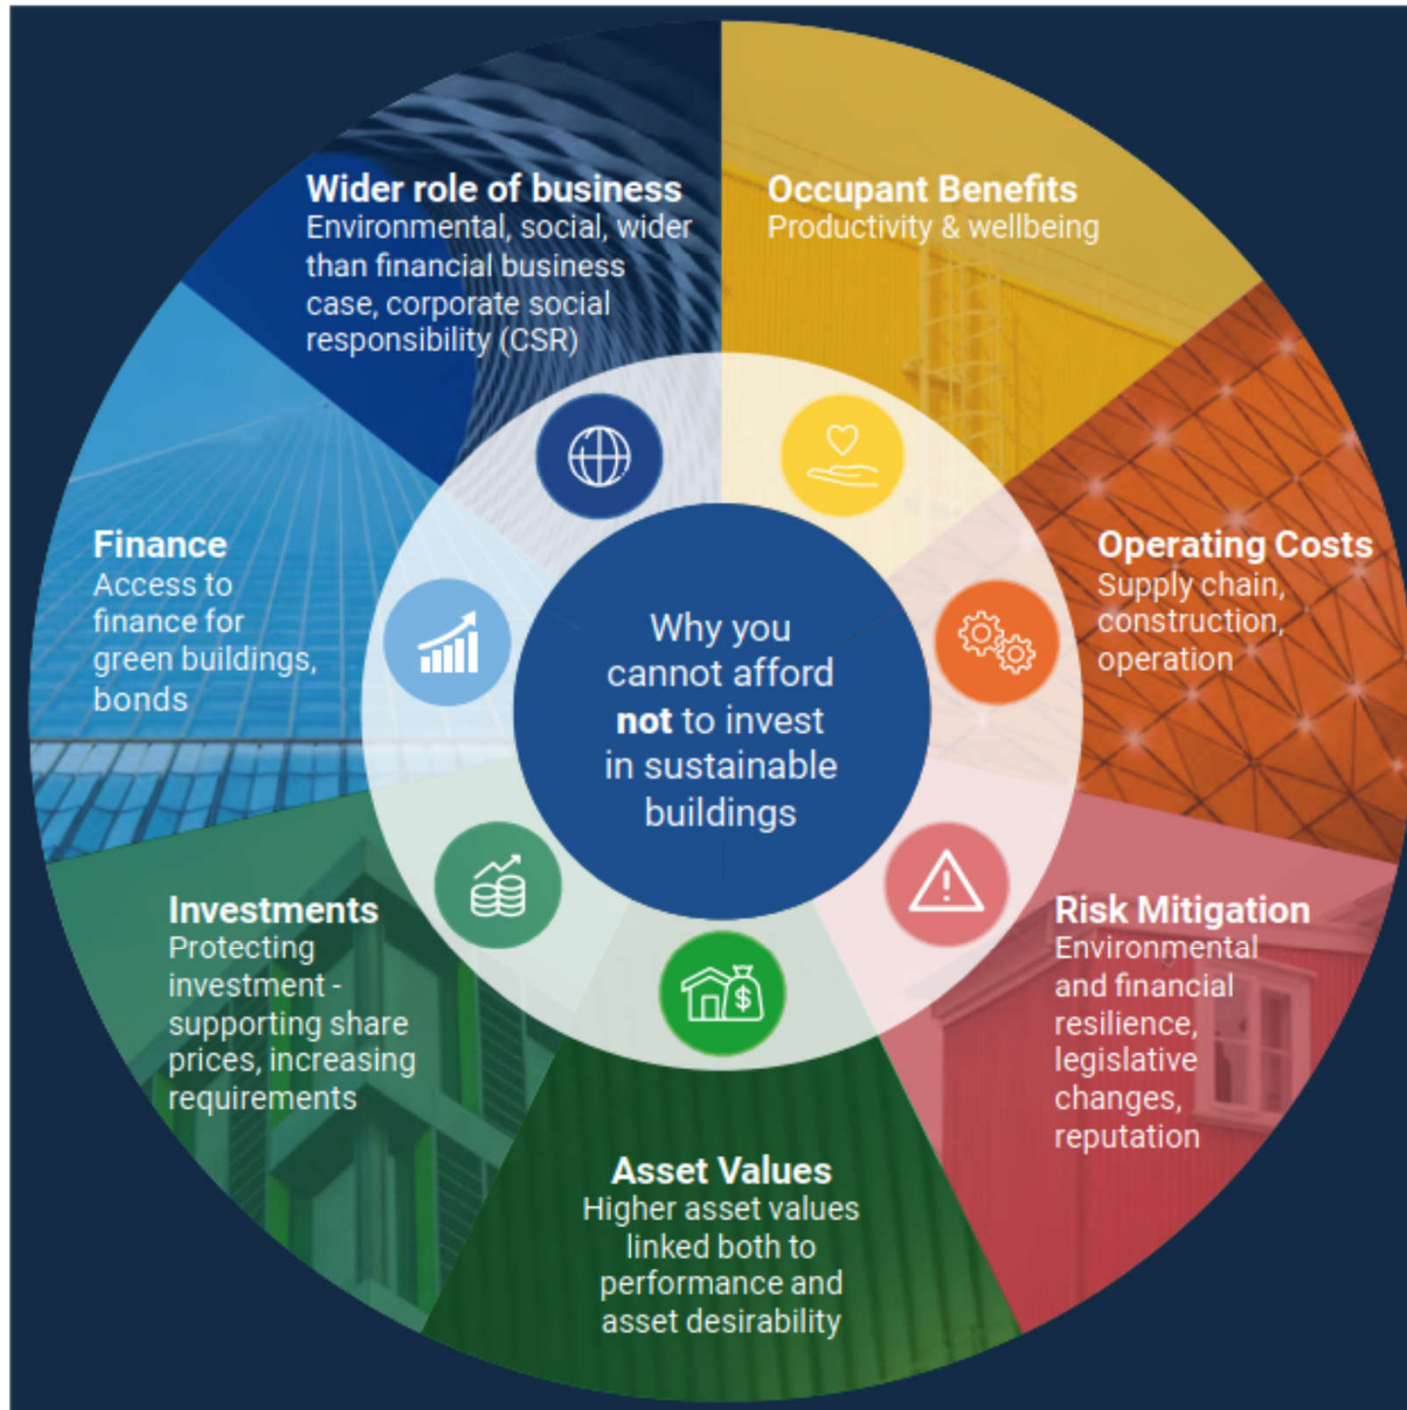 Wider role of business
Environmental, social, wider
than financial business
case, corporate social
responsibility (CSR)
Occupant Benefits
Productivity & wellbeing
Operating Costs
Supply chain,
construction,
operation
Risk Mitigation
Environmental
and financial
resilience,
legislative
changes,
reputation
Asset Values
Higher asset values
linked both to
performance and
asset desirability
Investments
Protecting
investment -
supporting share
prices, increasing
requirements
Finance
Access to
finance for
green buildings,
bonds
Why you
cannot afford
not to invest
in sustainable
buildings
$